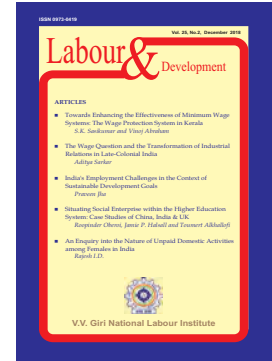 ISSN 0973-0419
Vol. 25, No.2, December 2018
Labour &
Development
ARTICLES
Towards Enhancing the Effectiveness of Minimum Wage
Systems: The Wage Protection System in Kerala
S.K. Sasikumar and Vinoj Abraham
The Wage Question and the Transformation of Industrial
Relations in Late-Colonial India
Aditya Sarkar
India's Employment Challenges in the Context of
Sustainable Development Goals
Praveen Jha
Situating Social Enterprise within the Higher Education
System: Case Studies of China, India & UK
Roopinder Oberoi, Jamie P. Halsall and Toumert Alkhallofi
An Enquiry into the Nature of Unpaid Domestic Activities
among Females in India
Rajesh I.D.
V.V. Giri National Labour Institute